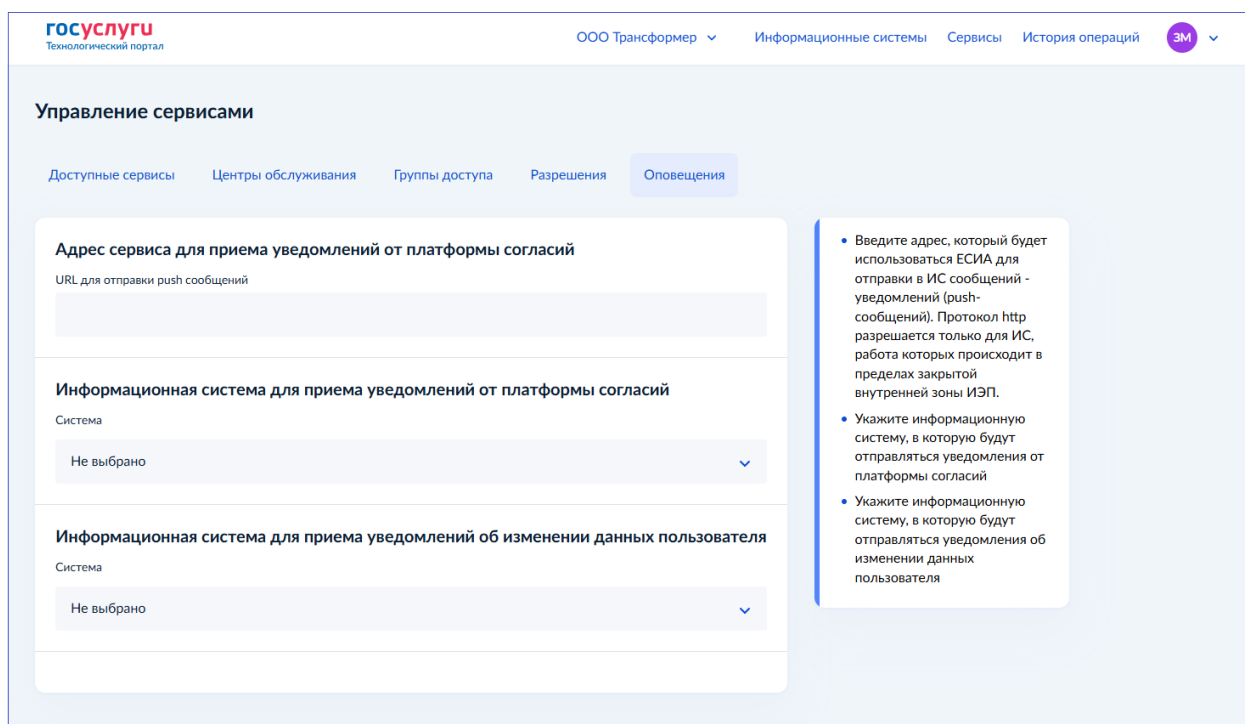 госуслуги
Технологический портал
ООО Трансформер
Информационные системы
Сервисы
История операций
ЗМ
Управление сервисами
Доступные сервисы
Центры обслуживания
Группы доступа
Разрешения
Оповещения
Адрес сервиса для приема уведомлений от платформы согласий
URL для отправки push сообщений
Информационная система для приема уведомлений от платформы согласий
Система
Не выбрано
Информационная система для приема уведомлений об изменении данных пользователя
Система
Не выбрано
• Введите адрес, который будет
использоваться ЕСИА для
отправки в ИС сообщений -
уведомлений (push-
сообщений). Протокол http
разрешается только для ИС,
работа которых происходит в
пределах закрытой
внутренней зоны ИЭП.
• Укажите информационную
систему, в которую будут
отправляться уведомления от
платформы согласий
• Укажите информационную
систему, в которую будут
отправляться уведомления об
изменении данных
пользователя